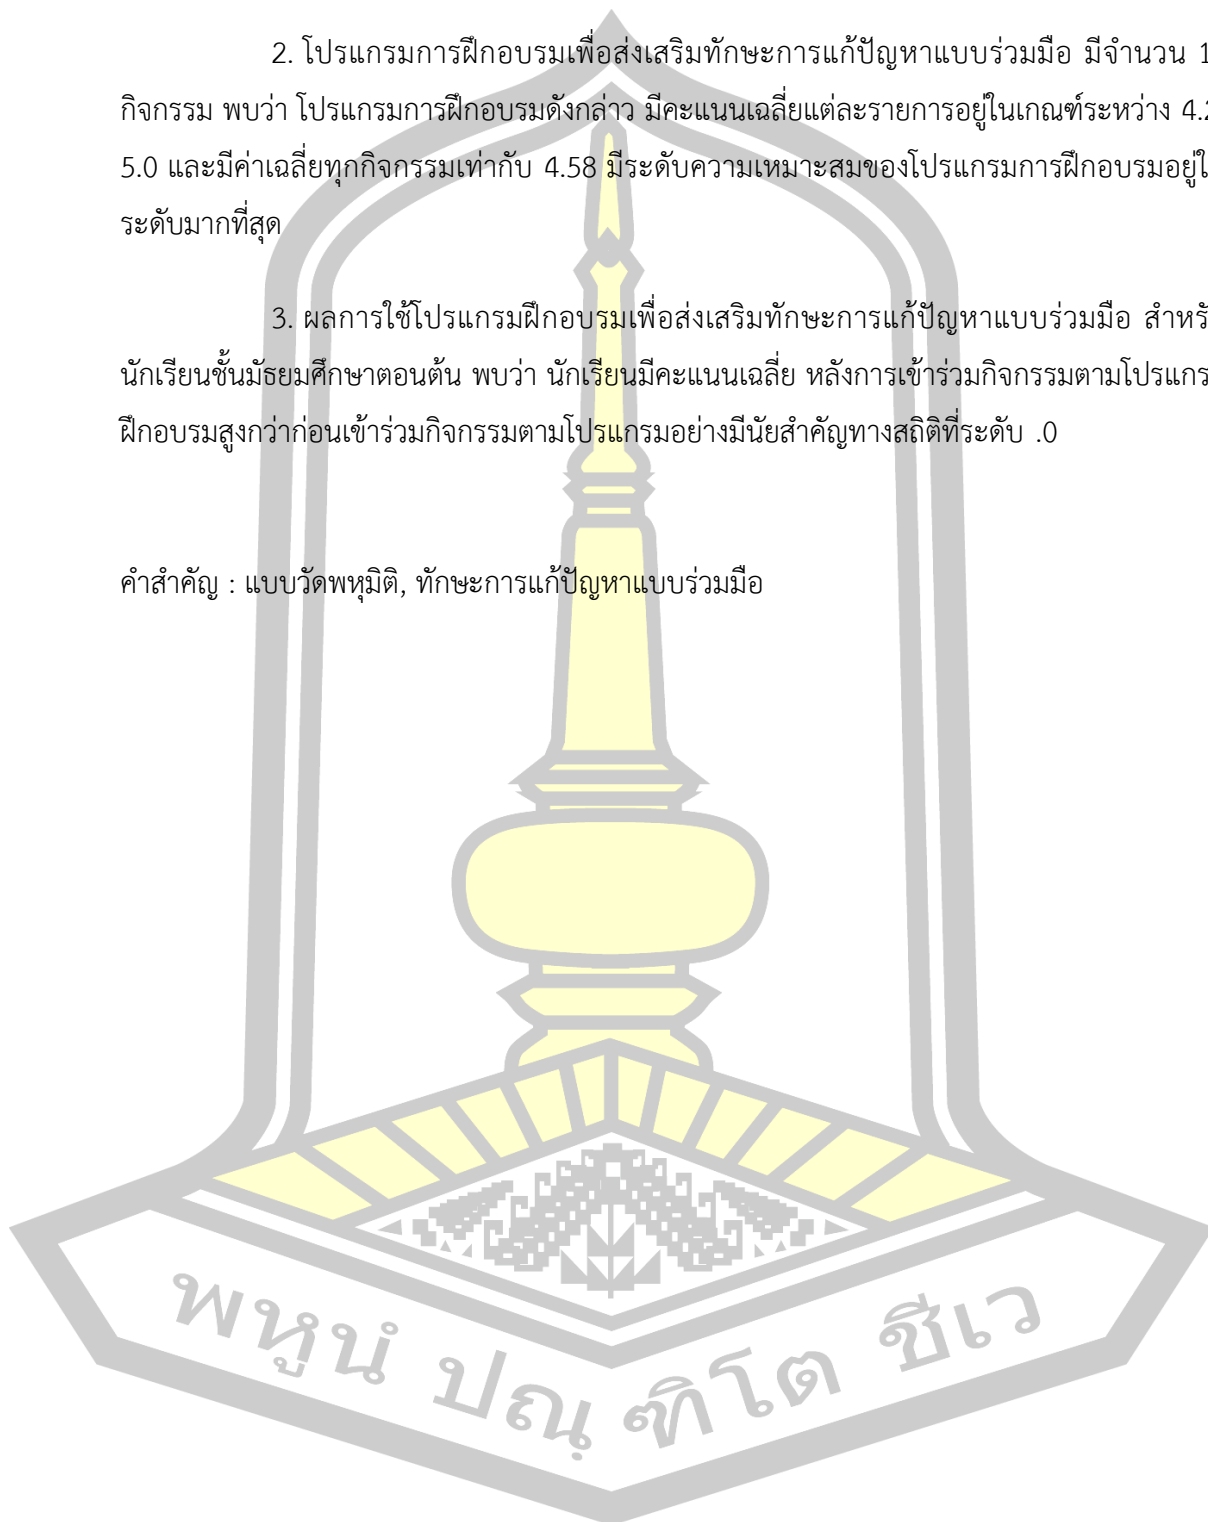 2. โปรแกรมการฝึกอบรมเพื่อส่งเสริมทักษะการแก้ปัญหาแบบร่วมมือ มีจำนวน 1
กิจกรรม พบว่า โปรแกรมการฝึกอบรมดังกล่าว มีคะแนนเฉลี่ยแต่ละรายการอยู่ในเกณฑ์ระหว่าง 4.2
5.0 และมีค่าเฉลี่ยทุกกิจกรรมเท่ากับ 4.58 มีระดับความเหมาะสมของโปรแกรมการฝึกอบรมอยู่ใ
ระดับมากที่สุด
3. ผลการใช้โปรแกรมฝึกอบรมเพื่อส่งเสริมทักษะการแก้ปัญหาแบบร่วมมือ สำหรั
นักเรียนชั้นมัธยมศึกษาตอนต้น พบว่า นักเรียนมีคะแนนเฉลี่ย หลังการเข้าร่วมกิจกรรมตามโปรแกร
ฝึกอบรมสูงกว่าก่อนเข้าร่วมกิจกรรมตามโปรแกรมอย่างมีนัยสำคัญทางสถิติที่ระดับ .0
คำสำคัญ : แบบวัดพหุมิติ, ทักษะการแก้ปัญหาแบบร่วมมือ
พหูนํ ปณฺฑิโต ชีเว